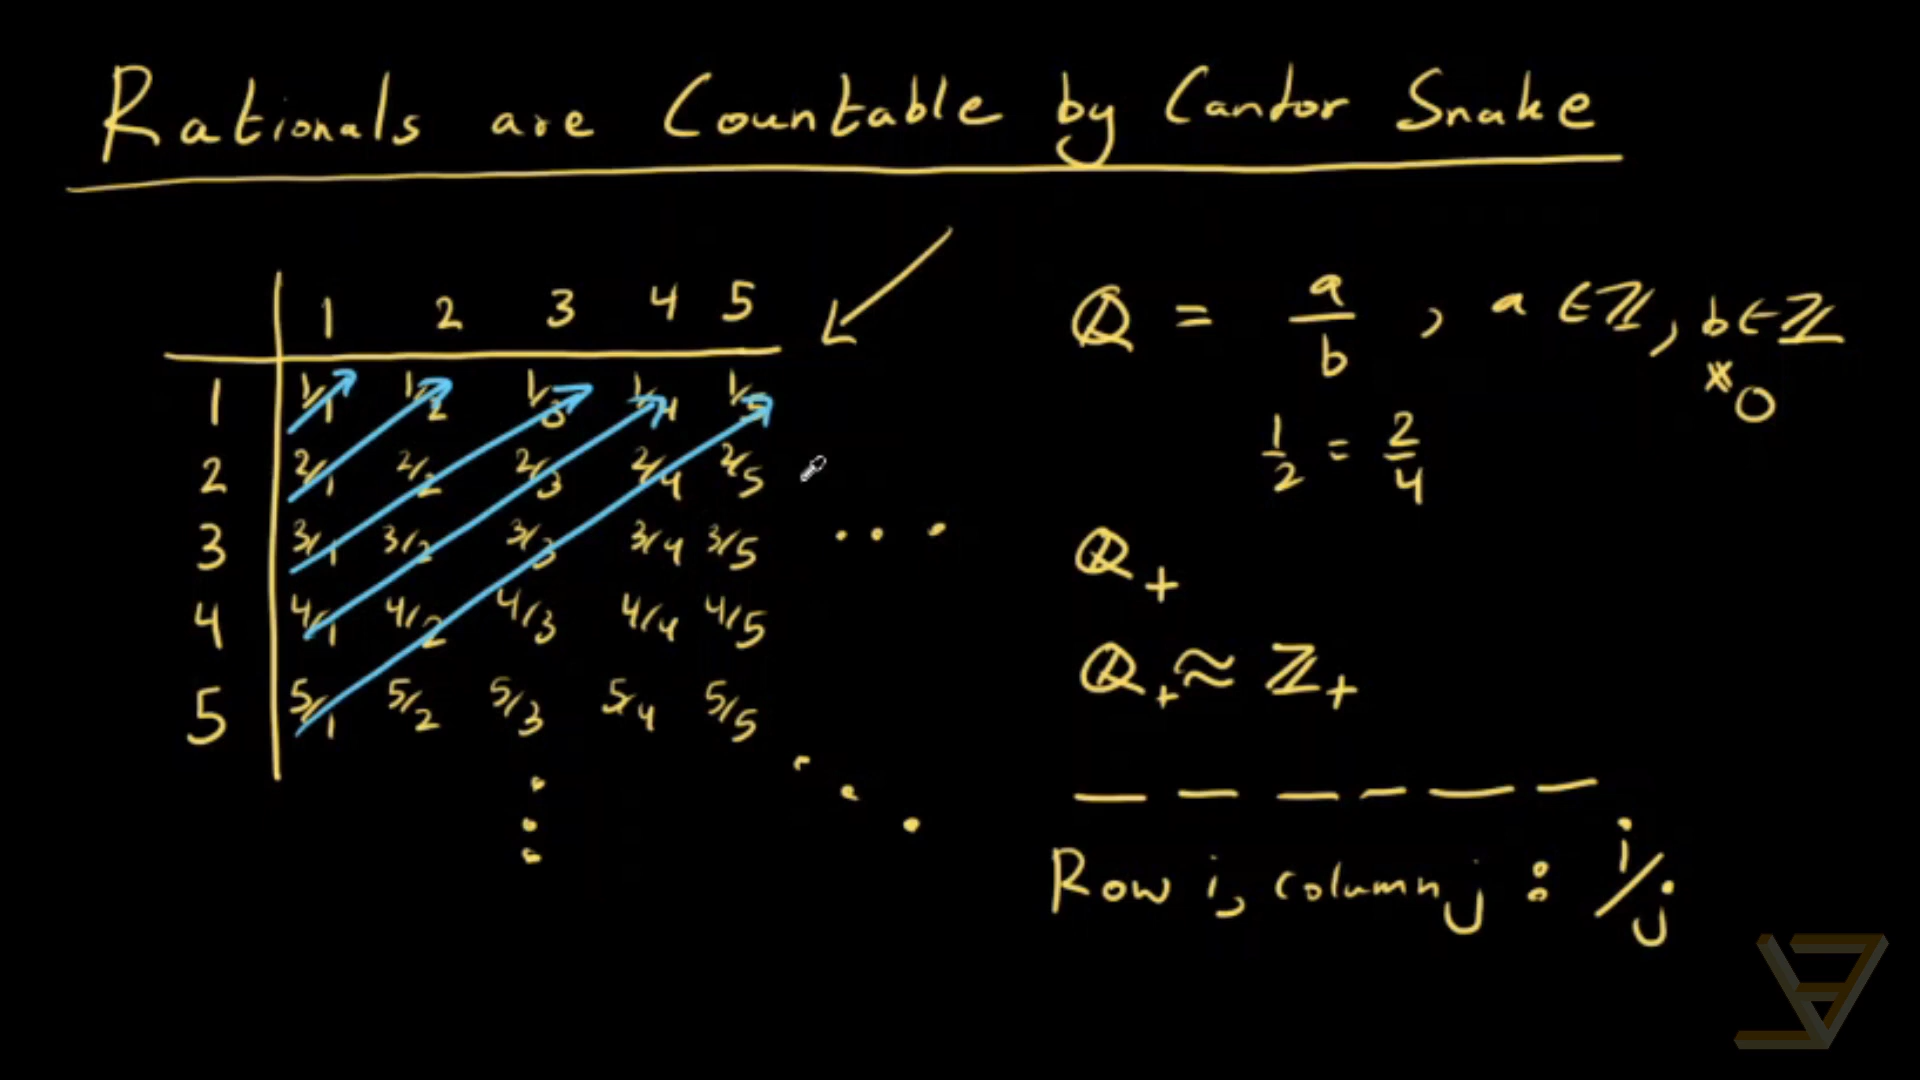 Rationals are Countable by Cantor Snake
1 2 3 4 5
1 1/1 1/2 1/3 1/4 1/5
2 2/1 2/2 2/3 2/4 2/5
3 3/1 3/2 3/3 3/4 3/5 ...
4 4/1 4/2 4/3 4/4 4/5
5 5/1 5/2 5/3 5/4 5/5
ℚ = a/b , a ∈ ℤ, b ∈ ℤ
* 0
1/2 = 2/4
ℚ+
ℚ+ ≈ ℤ+
Row i, column j : i/j